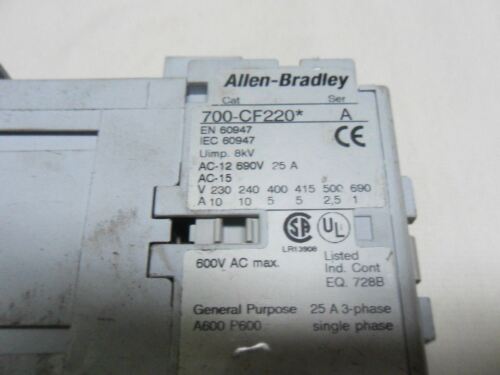 Allen-Bradley
Cat Ser
700-CF220* A
EN 60947
IEC 60947
CE
Uimp. 8kV
AC-12 690V 25 A
AC-15
V 230 240 400 415 500 690
A 10 10 5 5 2,5 1
SA UL
LR13908
600V AC max. Listed
Ind. Cont
EQ. 728B
General Purpose 25 A 3-phase
A600 P600 single phase